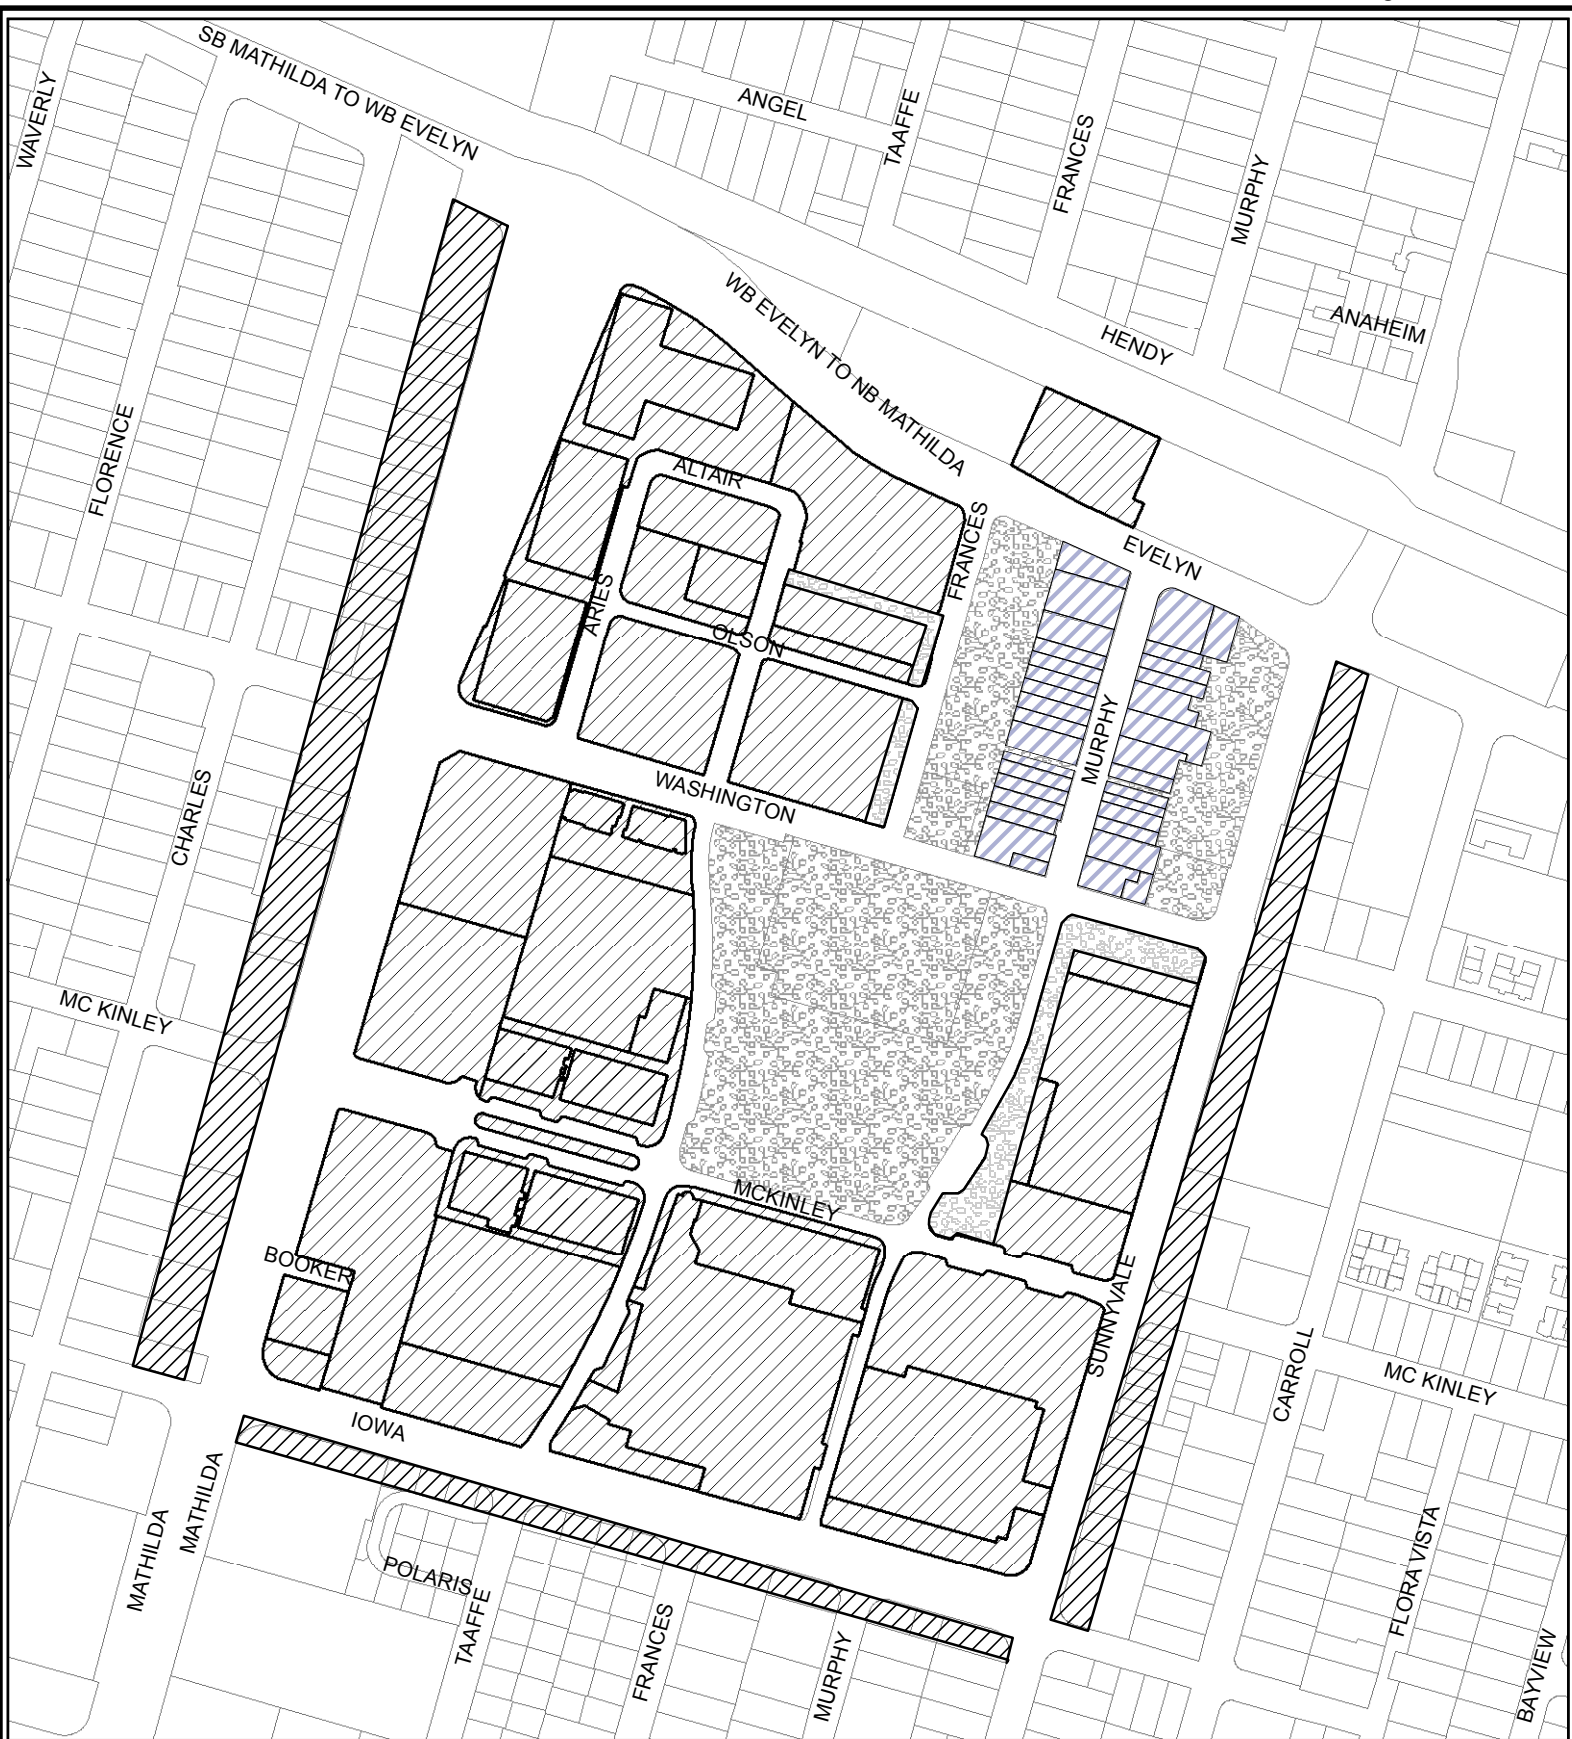 SB MATHILDA TO WB EVELYN
WAVERLY
ANGEL
TAAFFE
FRANCES
MURPHY
ANAHEIM
HENDY
WB EVELYN TO NB MATHILDA
FLORENCE
ALTAIR
FRANCES
EVELYN
ARIES
OLSON
MURPHY
WASHINGTON
CHARLES
MC KINLEY
MCKINLEY
BOOKER
SUNNYVALE
CARROLL
MC KINLEY
IOWA
MATHILDA
MATHILDA
POLARIS
TAAFFE
FRANCES
MURPHY
FLORA VISTA
BAYVIEW